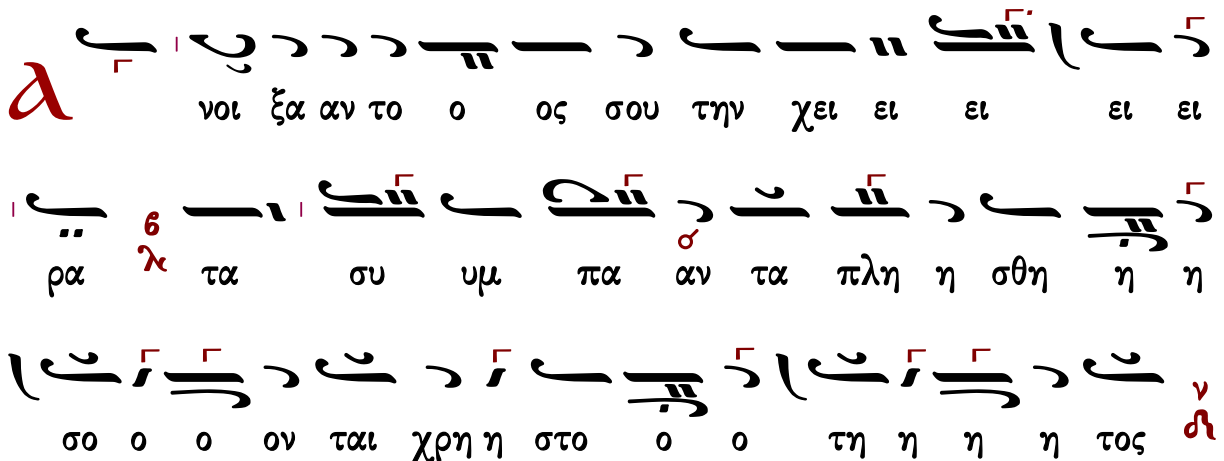 α νοι ξα αν το ο ος σου την χει ει ει ει ει
ρα β λ τα συ υμ πα αν τα πλη η σθη η η
σο ο ο ον ται χρη η στο ο ο τη η η η τος ν